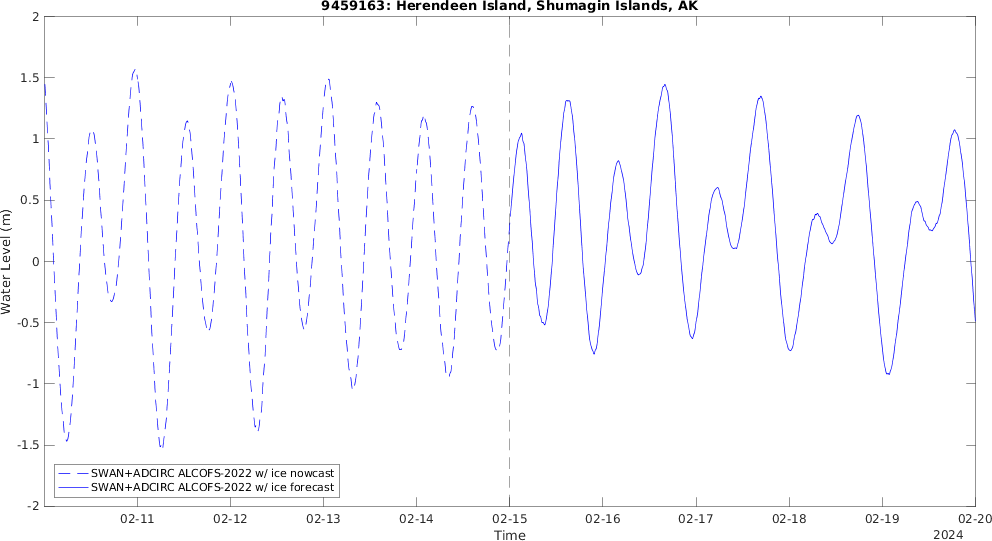 9459163: Herendeen Island, Shumagin Islands, AK
Water Level (m)
2
1.5
1
0.5
0
-0.5
-1
-1.5
-2
SWAN+ADCIRC ALCOFS-2022 w/ ice nowcast
SWAN+ADCIRC ALCOFS-2022 w/ ice forecast
02-11 02-12 02-13 02-14 02-15 02-16 02-17 02-18 02-19 02-20
Time
2024